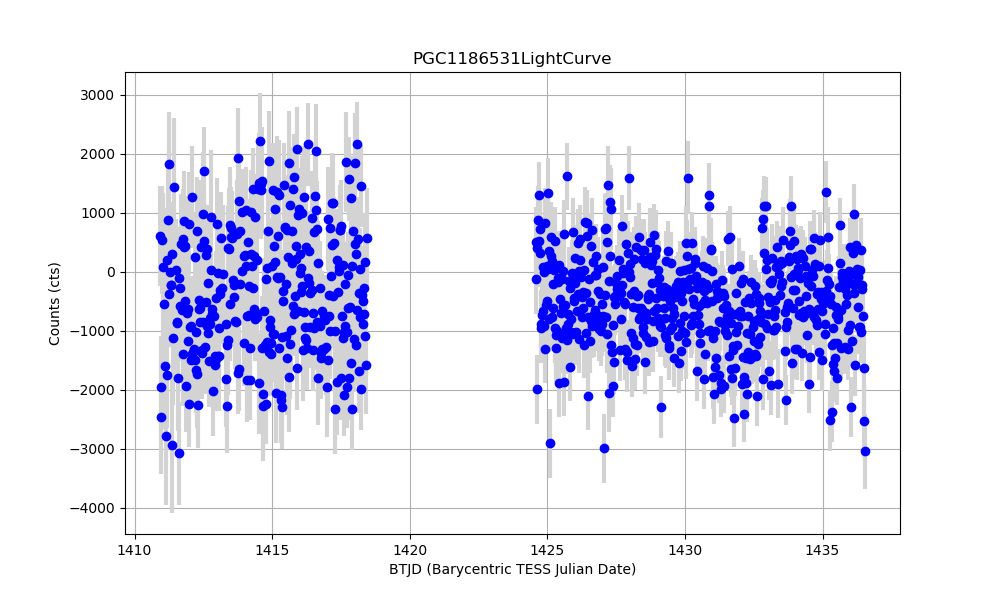 PGC1186531LightCurve
3000
2000
1000
0
−1000
−2000
−3000
−4000
Counts (cts)
1410 1415 1420 1425 1430 1435
BTJD (Barycentric TESS Julian Date)